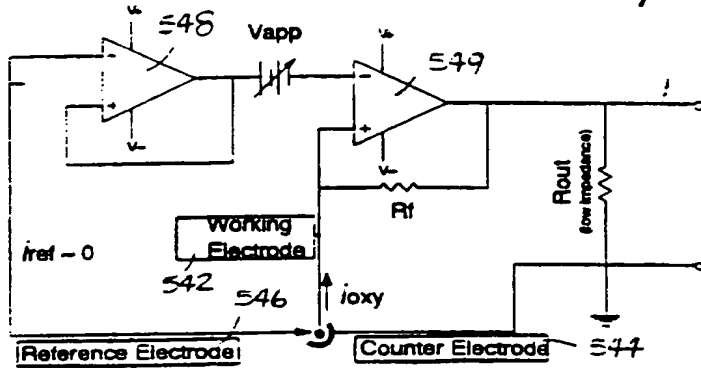 548
Vapp
549
V-
V-
Rout
(low impedance)
Rf
Working
Electrode
iref ~ 0
542
ioxy
546
Reference Electrode
Counter Electrode
544